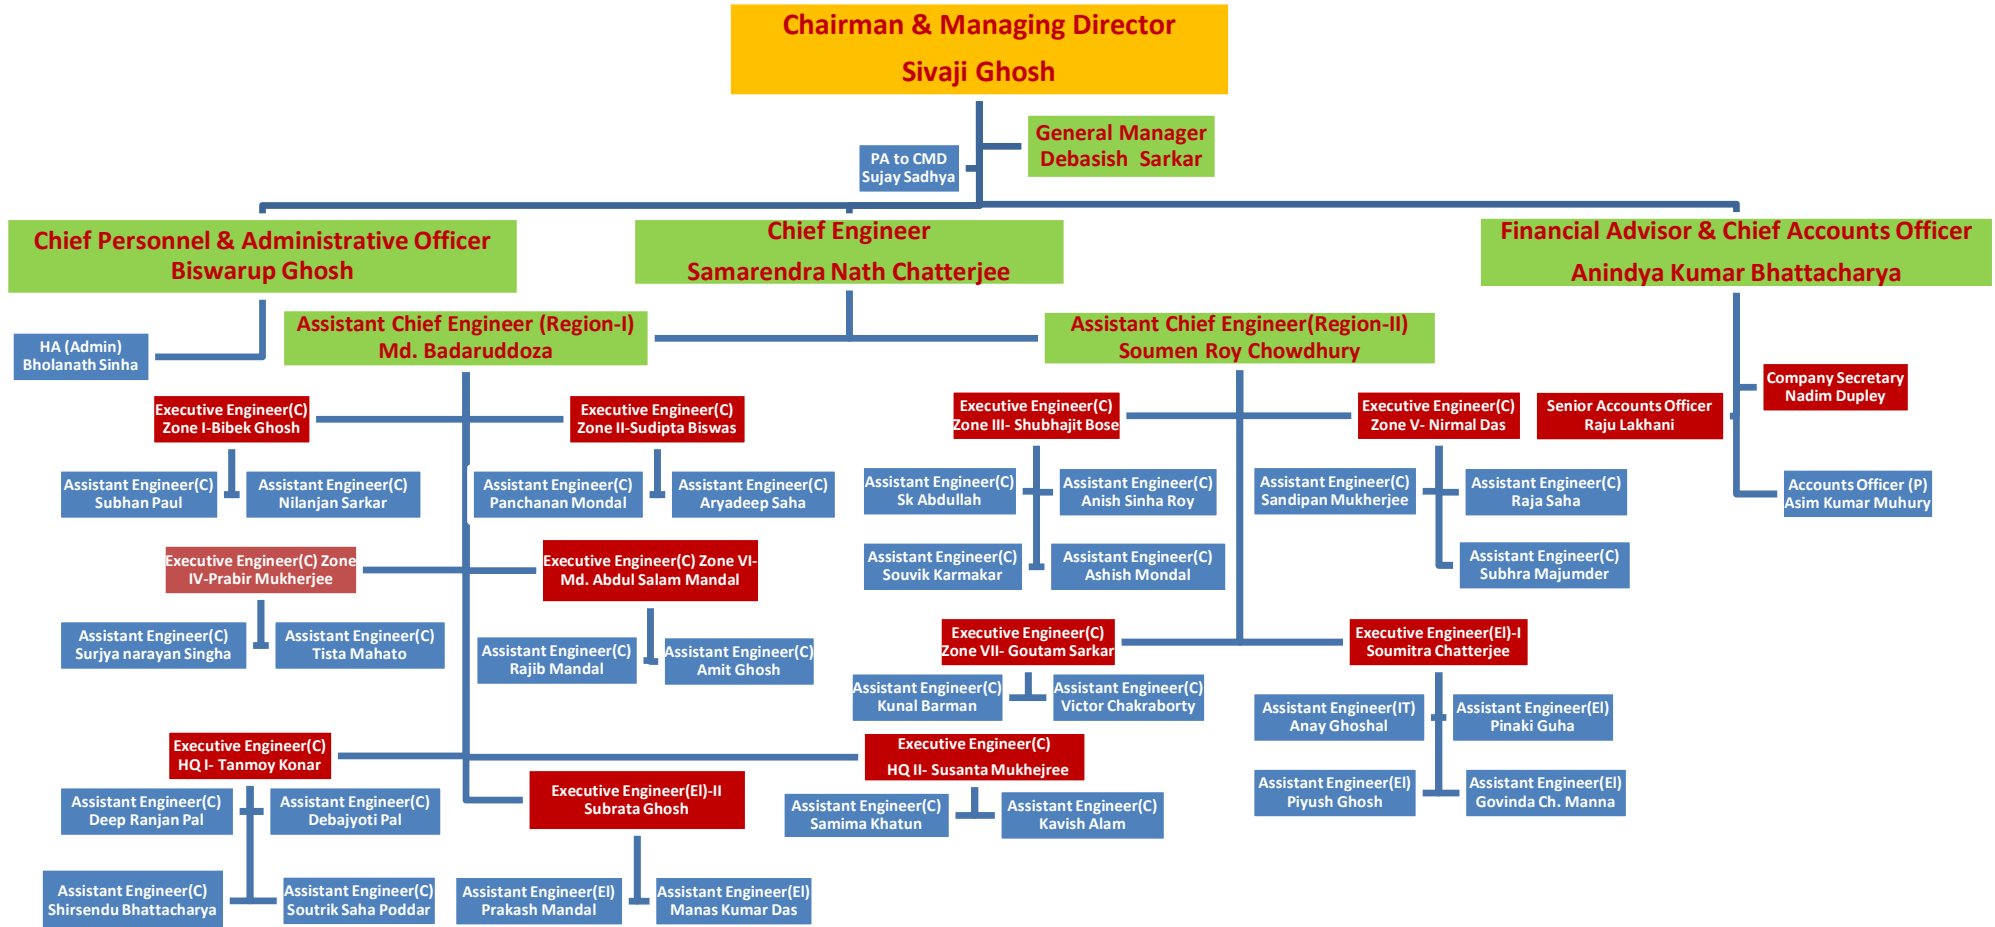 Chairman & Managing Director
Sivaji Ghosh
General Manager
Debasish Sarkar
PA to CMD
Sujay Sadhya
Chief Personnel & Administrative Officer
Biswarup Ghosh
Chief Engineer
Samarendra Nath Chatterjee
Financial Advisor & Chief Accounts Officer
Anindya Kumar Bhattacharya
HA (Admin)
Bholanath Sinha
Assistant Chief Engineer (Region-I)
Md. Badaruddoza
Assistant Chief Engineer(Region-II)
Soumen Roy Chowdhury
Company Secretary
Nadim Dupley
Senior Accounts Officer
Raju Lakhani
Accounts Officer (P)
Asim Kumar Muhury
Executive Engineer(C)
Zone I-Bibek Ghosh
Executive Engineer(C)
Zone II-Sudipta Biswas
Assistant Engineer(C)
Subhan Paul
Assistant Engineer(C)
Nilanjan Sarkar
Assistant Engineer(C)
Panchanan Mondal
Assistant Engineer(C)
Aryadeep Saha
Executive Engineer(C) Zone
IV-Prabir Mukherjee
Executive Engineer(C) Zone VI-
Md. Abdul Salam Mandal
Assistant Engineer(C)
Surjya narayan Singha
Assistant Engineer(C)
Tista Mahato
Assistant Engineer(C)
Rajib Mandal
Assistant Engineer(C)
Amit Ghosh
Executive Engineer(C)
HQ I- Tanmoy Konar
Executive Engineer(El)-II
Subrata Ghosh
Executive Engineer(C)
HQ II- Susanta Mukhejree
Assistant Engineer(C)
Deep Ranjan Pal
Assistant Engineer(C)
Debajyoti Pal
Assistant Engineer(C)
Shirsendu Bhattacharya
Assistant Engineer(C)
Soutrik Saha Poddar
Assistant Engineer(El)
Prakash Mandal
Assistant Engineer(El)
Manas Kumar Das
Assistant Engineer(C)
Samima Khatun
Assistant Engineer(C)
Kavish Alam
Executive Engineer(C)
Zone III- Shubhajit Bose
Executive Engineer(C)
Zone V- Nirmal Das
Assistant Engineer(C)
Sk Abdullah
Assistant Engineer(C)
Anish Sinha Roy
Assistant Engineer(C)
Souvik Karmakar
Assistant Engineer(C)
Ashish Mondal
Assistant Engineer(C)
Sandipan Mukherjee
Assistant Engineer(C)
Raja Saha
Assistant Engineer(C)
Subhra Majumder
Executive Engineer(C)
Zone VII- Goutam Sarkar
Executive Engineer(El)-I
Soumitra Chatterjee
Assistant Engineer(C)
Kunal Barman
Assistant Engineer(C)
Victor Chakraborty
Assistant Engineer(IT)
Anay Ghoshal
Assistant Engineer(El)
Pinaki Guha
Assistant Engineer(El)
Piyush Ghosh
Assistant Engineer(El)
Govinda Ch. Manna